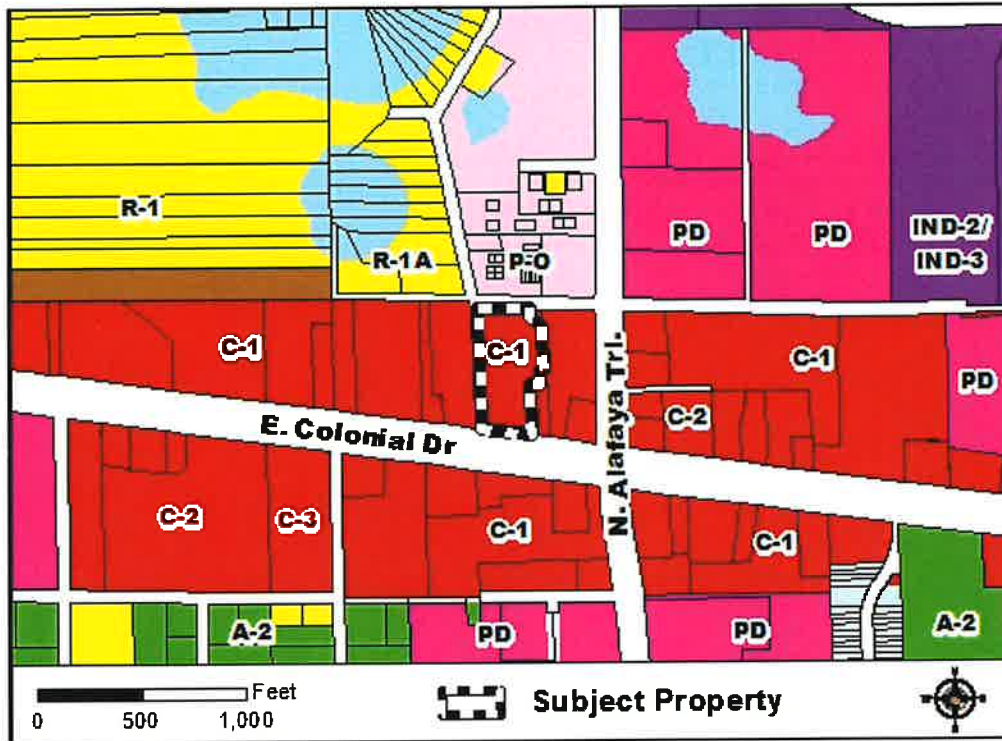 R-1
R-1A
P-O
PD
PD
IND-2/
IND-3
C-1
C-1
C-1
PD
C-2
E. Colonial Dr
N. Alafaya Trl.
C-2
C-3
C-1
C-1
A-2
PD
PD
A-2
Feet
0 500 1,000
Subject Property